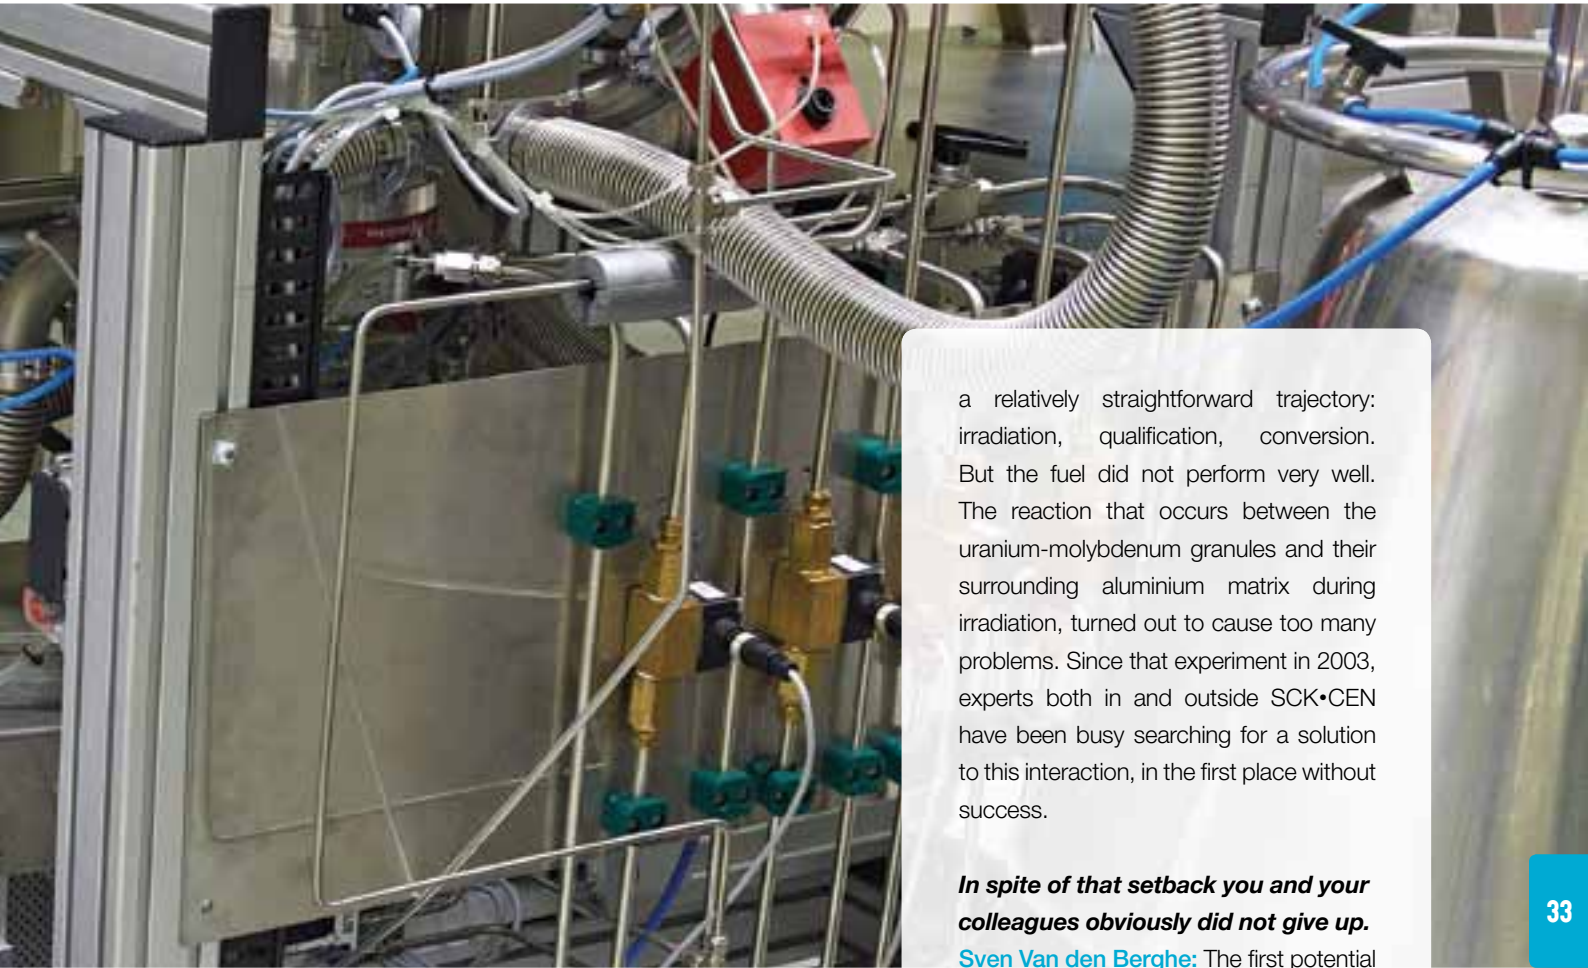 a relatively straightforward trajectory:
irradiation, qualification, conversion.
But the fuel did not perform very well.
The reaction that occurs between the
uranium-molybdenum granules and their
surrounding aluminium matrix during
irradiation, turned out to cause too many
problems. Since that experiment in 2003,
experts both in and outside SCK•CEN
have been busy searching for a solution
to this interaction, in the first place without
success.
In spite of that setback you and your
colleagues obviously did not give up.
Sven Van den Berghe: The first potential
33